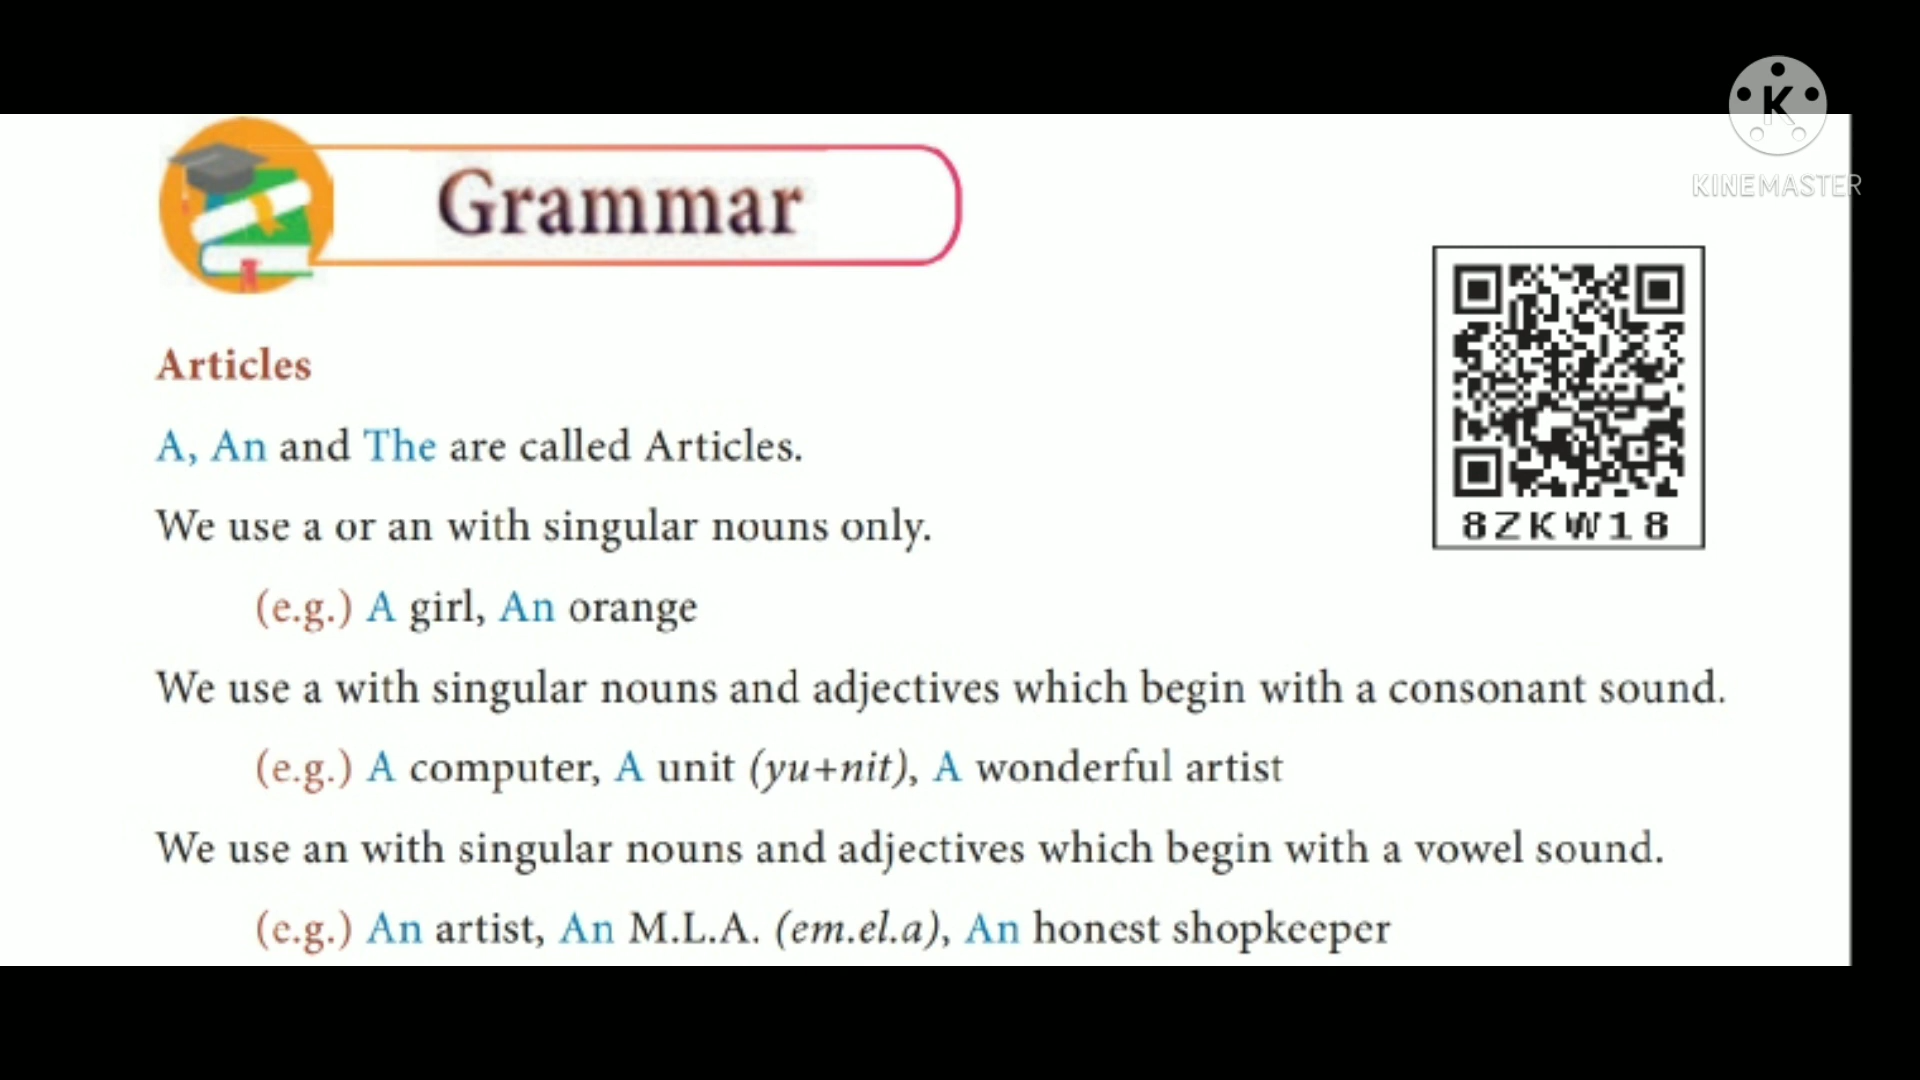 KINEMASTER
Grammar
8ZKW18
Articles
A, An and The are called Articles.
We use a or an with singular nouns only.
(e.g.) A girl, An orange
We use a with singular nouns and adjectives which begin with a consonant sound.
(e.g.) A computer, A unit (yu+nit), A wonderful artist
We use an with singular nouns and adjectives which begin with a vowel sound.
(e.g.) An artist, An M.L.A. (em.el.a), An honest shopkeeper